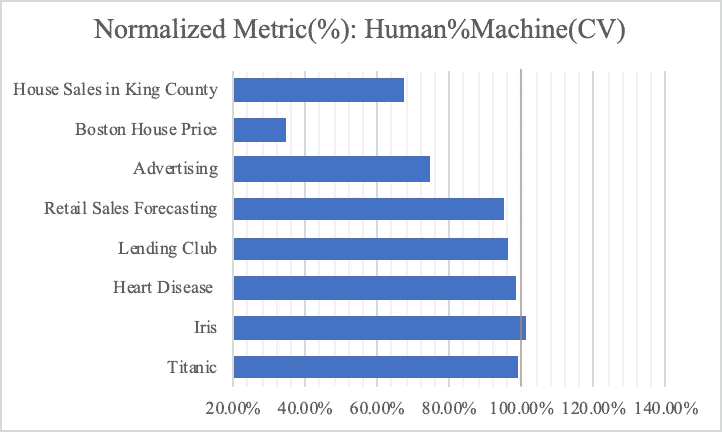 Normalized Metric(%): Human%Machine(CV)
House Sales in King County
Boston House Price
Advertising
Retail Sales Forecasting
Lending Club
Heart Disease
Iris
Titanic
20.00% 40.00% 60.00% 80.00% 100.00% 120.00% 140.00%